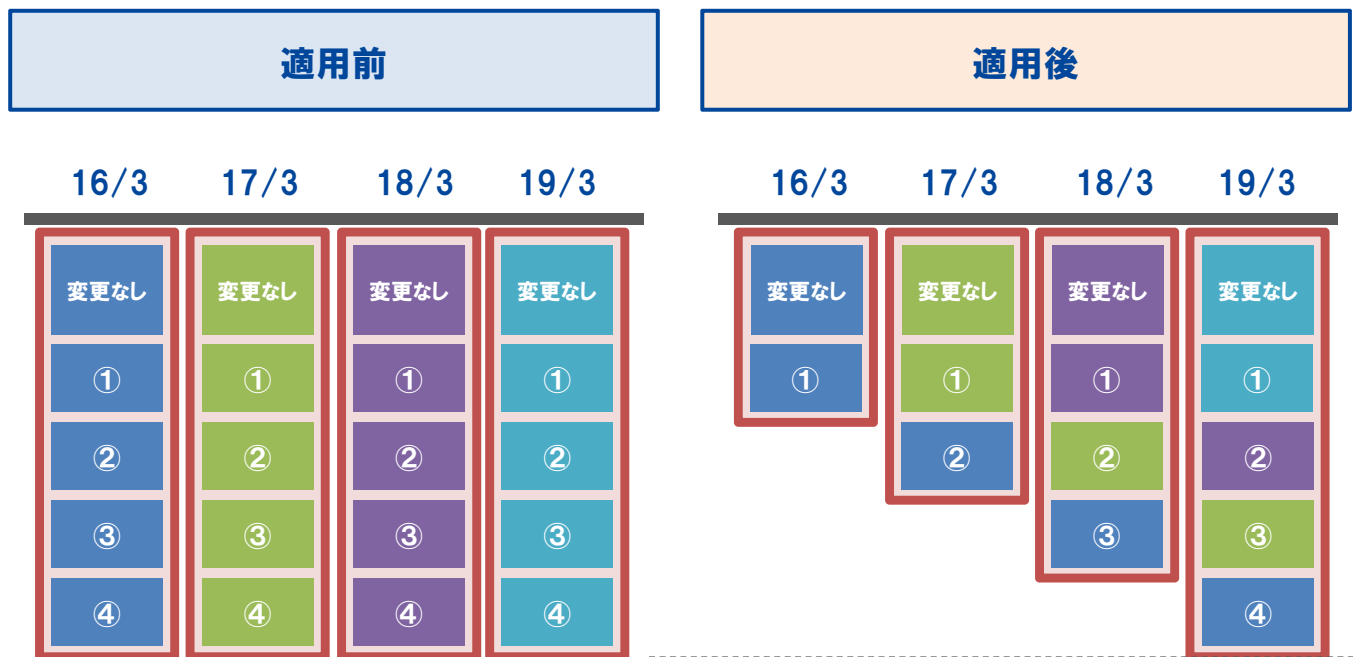 適用前
適用後
16/3 17/3 18/3 19/3
16/3 17/3 18/3 19/3
変更なし 変更なし 変更なし 変更なし
変更なし 変更なし 変更なし 変更なし
① ① ① ①
① ① ① ①
② ② ② ②
② ② ②
③ ③ ③ ③
③ ③
④ ④ ④ ④
④